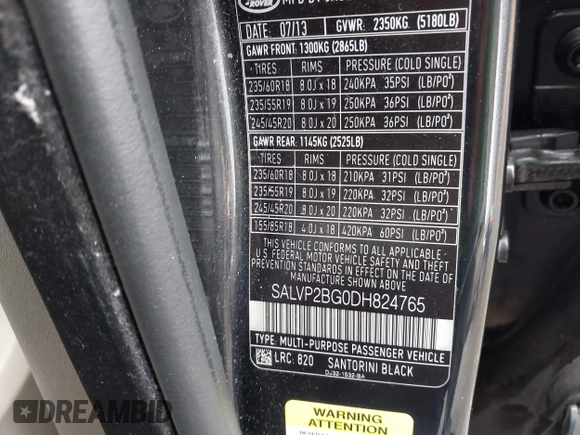 ROVER
DATE: 07/13 GVWR: 2350KG. (5180LB)
GAWR FRONT: 1300KG (2865LB)
TIRES RIMS PRESSURE (COLD SINGLE)
235/60R18 8.0J x 18 240KPA 35PSI (LB/PO²)
235/55R19 8.0J x 19 250KPA 36PSI (LB/PO²)
245/45R20 8.0J x 20 250KPA 36PSI (LB/PO²)
GAWR REAR: 1145KG (2525LB)
TIRES RIMS PRESSURE (COLD SINGLE)
235/60R18 8.0J x 18 210KPA 31PSI (LB/PO²)
235/55R19 8.0J x 19 220KPA 32PSI (LB/PO²)
245/45R20 8.0J x 20 220KPA 32PSI (LB/PO²)
155/85R18 4.0J x 18 420KPA 60PSI (LB/PO²)
THIS VEHICLE CONFORMS TO ALL APPLICABLE
U.S FEDERAL MOTOR VEHICLE SAFETY AND THEFT PREVENTION
STANDARDS IN EFFECT ON THE DATE OF MANUFACTURE
SHOWN ABOVE.
SALVP2BG0DH824765
TYPE: MULTI-PURPOSE PASSENGER VEHICLE
LRC. 820 SANTORINI BLACK
DJ32-1532-BA
WARNING
ATTENTION
DREAMBID